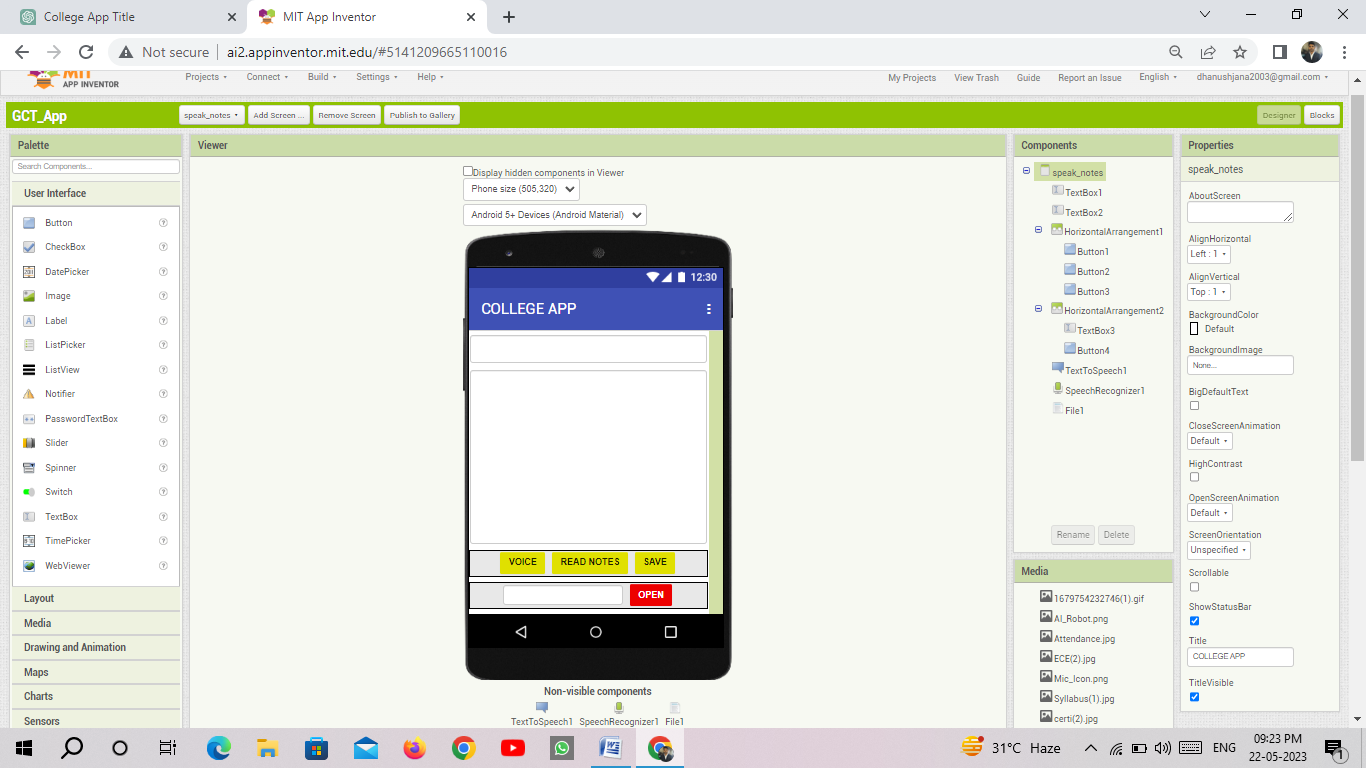 College App Title
MIT App Inventor
Not secure
ai2.appinventor.mit.edu/#5141209665110016
MIT
APP INVENTOR
Projects
Connect
Build
Settings
Help
My Projects
View Trash
Guide
Report an Issue
English
dhanushjana2003@gmail.com
GCT_App
speak_notes
Add Screen ...
Remove Screen
Publish to Gallery
Designer
Blocks
Palette
Search Components...
User Interface
Button
CheckBox
DatePicker
Image
Label
ListPicker
ListView
Notifier
PasswordTextBox
Slider
Spinner
Switch
TextBox
TimePicker
WebViewer
Layout
Media
Drawing and Animation
Maps
Charts
Sensors
Viewer
Display hidden components in Viewer
Phone size (505,320)
Android 5+ Devices (Android Material)
12:30
COLLEGE APP
VOICE
READ NOTES
SAVE
OPEN
Non-visible components
TextToSpeech1
SpeechRecognizer1
File1
Components
speak_notes
TextBox1
TextBox2
HorizontalArrangement1
Button1
Button2
Button3
HorizontalArrangement2
TextBox3
Button4
TextToSpeech1
SpeechRecognizer1
File1
Rename
Delete
Media
1679754232746(1).gif
AI_Robot.png
Attendance.jpg
ECE(2).jpg
Mic_Icon.png
Syllabus(1).jpg
certi(2).jpg
Properties
speak_notes
AboutScreen
AlignHorizontal
Left : 1
AlignVertical
Top : 1
BackgroundColor
Default
BackgroundImage
None...
BigDefaultText
CloseScreenAnimation
Default
HighContrast
OpenScreenAnimation
Default
ScreenOrientation
Unspecified
Scrollable
ShowStatusBar
Title
COLLEGE APP
TitleVisible
31°C Haze
ENG
09:23 PM
22-05-2023
1